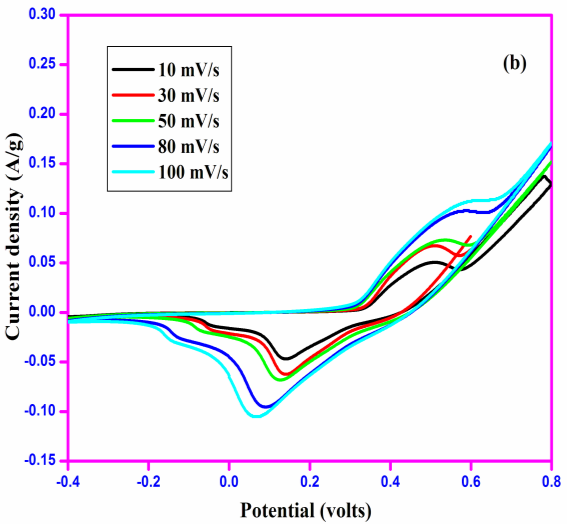 0.30
0.25
0.20
0.15
0.10
0.05
0.00
-0.05
-0.10
-0.15
Current density (A/g)
(b)
10 mV/s
30 mV/s
50 mV/s
80 mV/s
100 mV/s
-0.4 -0.2 0.0 0.2 0.4 0.6 0.8
Potential (volts)